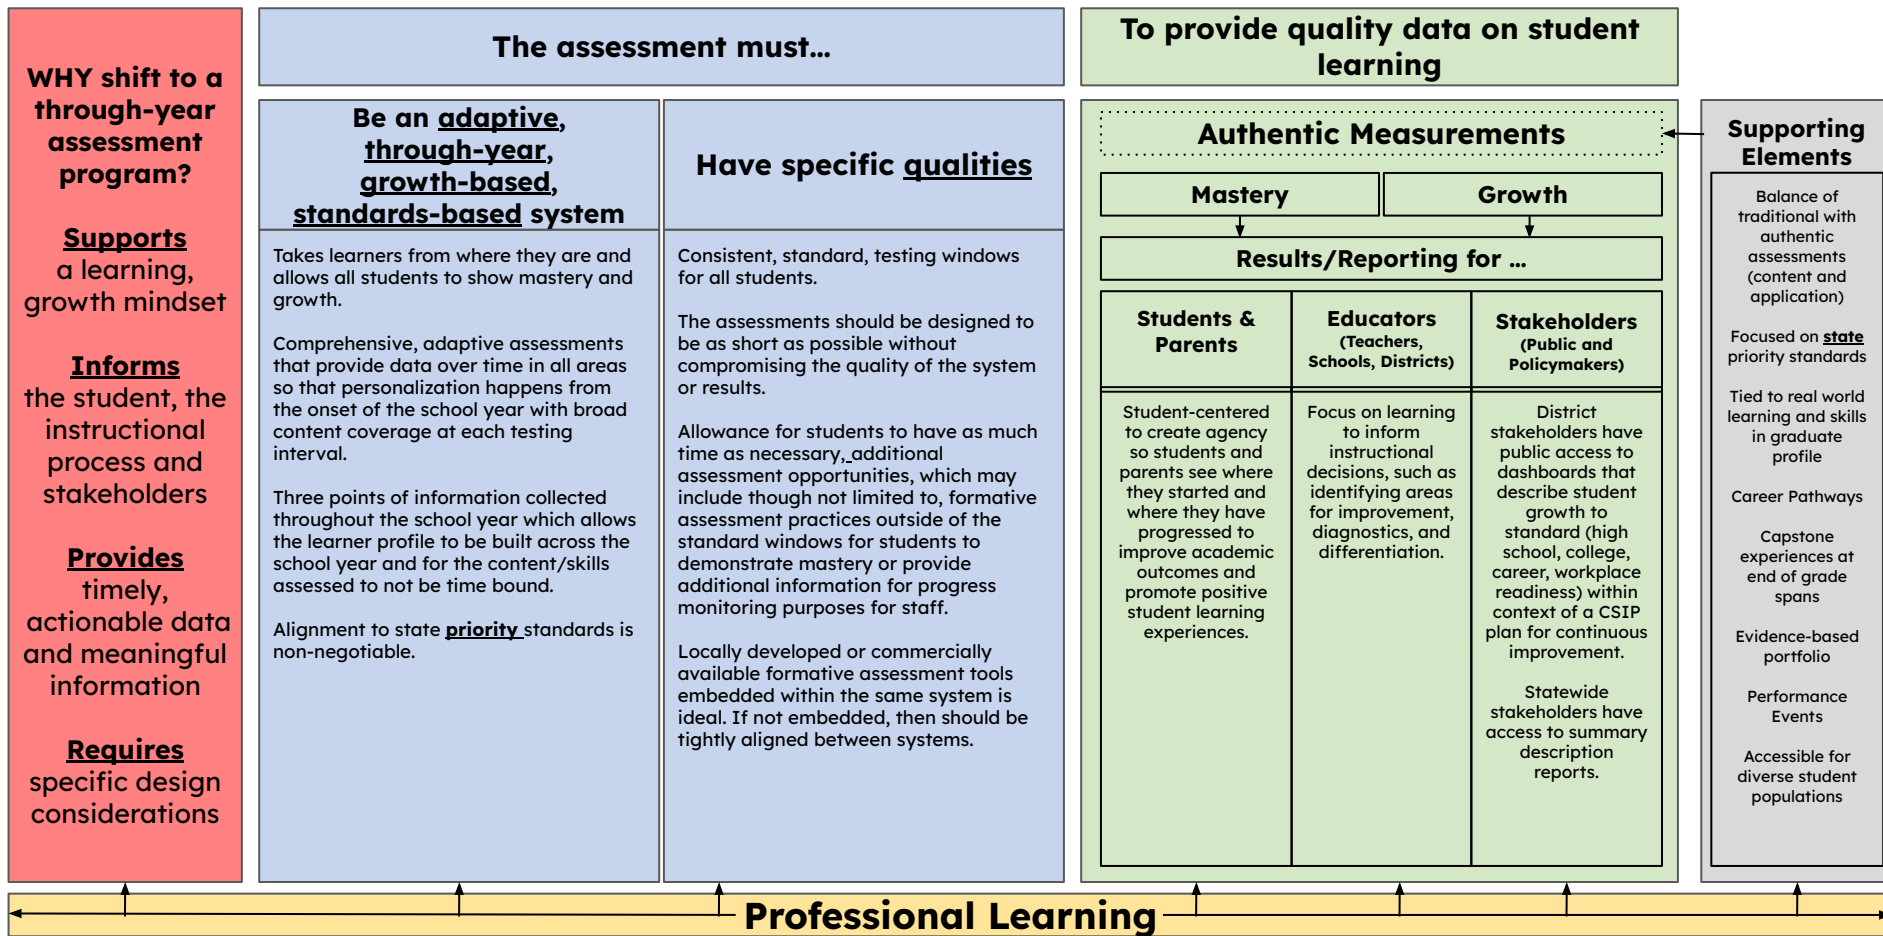 WHY shift to a
through-year
assessment
program?
Supports
a learning,
growth mindset
Informs
the student, the
instructional
process and
stakeholders
Provides
timely,
actionable data
and meaningful
information
Requires
specific design
considerations
The assessment must...
Be an adaptive,
through-year,
growth-based,
standards-based system
Takes learners from where they are and
allows all students to show mastery and
growth.
Comprehensive, adaptive assessments
that provide data over time in all areas
so that personalization happens from
the onset of the school year with broad
content coverage at each testing
interval.
Three points of information collected
throughout the school year which allows
the learner profile to be built across the
school year and for the content/skills
assessed to not be time bound.
Alignment to state priority standards is
non-negotiable.
Have specific qualities
Consistent, standard, testing windows
for all students.
The assessments should be designed to
be as short as possible without
compromising the quality of the system
or results.
Allowance for students to have as much
time as necessary, additional
assessment opportunities, which may
include though not limited to, formative
assessment practices outside of the
standard windows for students to
demonstrate mastery or provide
additional information for progress
monitoring purposes for staff.
Locally developed or commercially
available formative assessment tools
embedded within the same system is
ideal. If not embedded, then should be
tightly aligned between systems.
To provide quality data on student
learning
Authentic Measurements
Mastery
Growth
Results/Reporting for ...
Students &
Parents
Student-centered
to create agency
so students and
parents see where
they started and
where they have
progressed to
improve academic
outcomes and
promote positive
student learning
experiences.
Educators
(Teachers,
Schools, Districts)
Focus on learning
to inform
instructional
decisions, such as
identifying areas
for improvement,
diagnostics, and
differentiation.
Stakeholders
(Public and
Policymakers)
District
stakeholders have
public access to
dashboards that
describe student
growth to
standard (high
school, college,
career, workplace
readiness) within
context of a CSIP
plan for continuous
improvement.
Statewide
stakeholders have
access to summary
description
reports.
Supporting
Elements
Balance of
traditional with
authentic
assessments
(content and
application)
Focused on state
priority standards
Tied to real world
learning and skills
in graduate
profile
Career Pathways
Capstone
experiences at
end of grade
spans
Evidence-based
portfolio
Performance
Events
Accessible for
diverse student
populations
Professional Learning